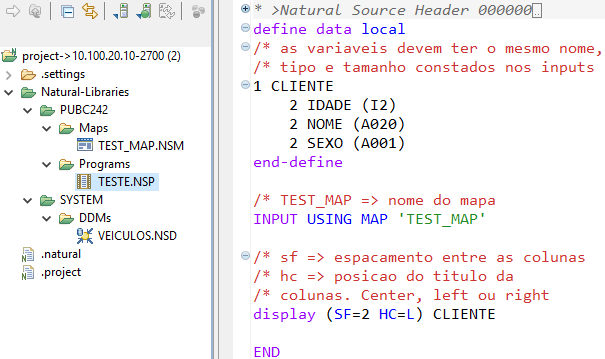 project->10.100.20.10-2700 (2)
.settings
Natural-Libraries
PUBC242
Maps
TEST_MAP.NSM
Programs
TESTE.NSP
SYSTEM
DDMs
VEICULOS.NSD
.natural
.project
* >Natural Source Header 000000..
define data local
/* as variaveis devem ter o mesmo nome,
/* tipo e tamanho constados nos inputs
1 CLIENTE
2 IDADE (I2)
2 NOME (A020)
2 SEXO (A001)
end-define
/* TEST_MAP => nome do mapa
INPUT USING MAP 'TEST_MAP'
/* sf => espacamento entre as colunas
/* hc => posicao do titulo da
/* colunas. Center, left ou right
display (SF=2 HC=L) CLIENTE
END